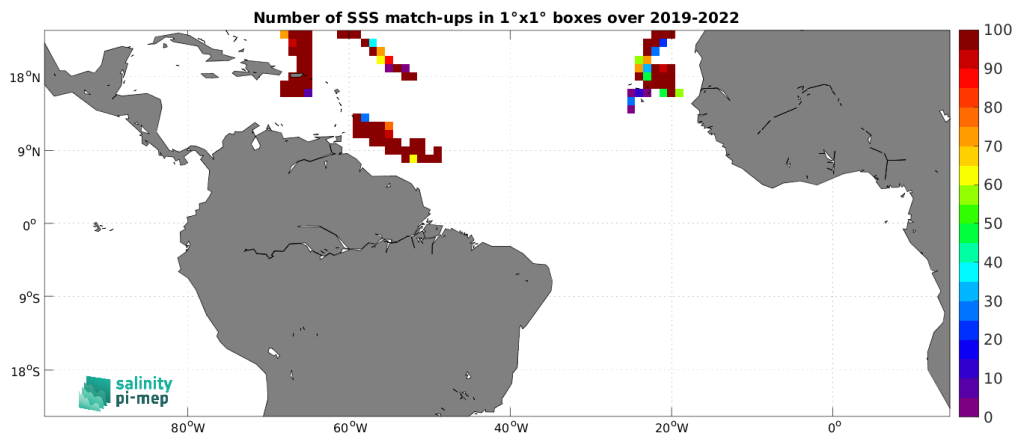 Number of SSS match-ups in 1°x1° boxes over 2019-2022
100
90
80
70
60
50
40
30
20
10
0
18°N
9°N
0°
9°S
18°S
80°W
60°W
40°W
20°W
0°
salinity
pi-mep